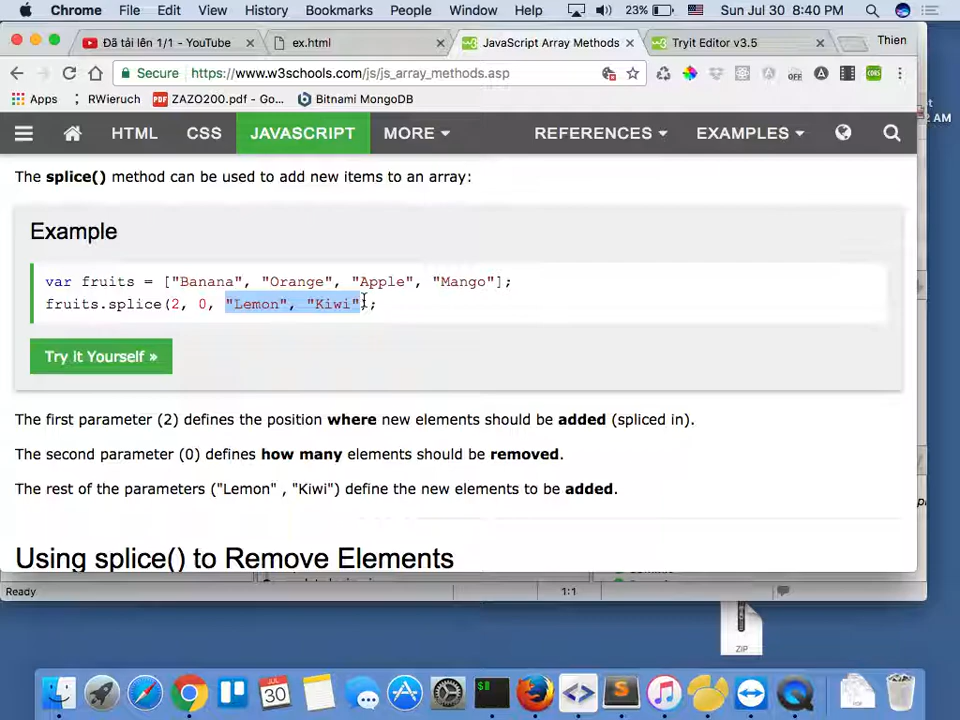 Chrome File Edit View History Bookmarks People Window Help 23% Sun Jul 30 8:40 PM
Đã tải lên 1/1 - YouTube ex.html JavaScript Array Methods Tryit Editor v3.5 Thien
Secure https://www.w3schools.com/js/js_array_methods.asp
Apps RWieruch ZAZO200.pdf - Go... Bitnami MongoDB
HTML CSS JAVASCRIPT MORE REFERENCES EXAMPLES
2 AM
The splice() method can be used to add new items to an array:
Example
var fruits = ["Banana", "Orange", "Apple", "Mango"];
fruits.splice(2, 0, "Lemon", "Kiwi");
Try it Yourself »
The first parameter (2) defines the position where new elements should be added (spliced in).
The second parameter (0) defines how many elements should be removed.
The rest of the parameters ("Lemon" , "Kiwi") define the new elements to be added.
Using splice() to Remove Elements
Ready 1:1
ZIP
JUL
30